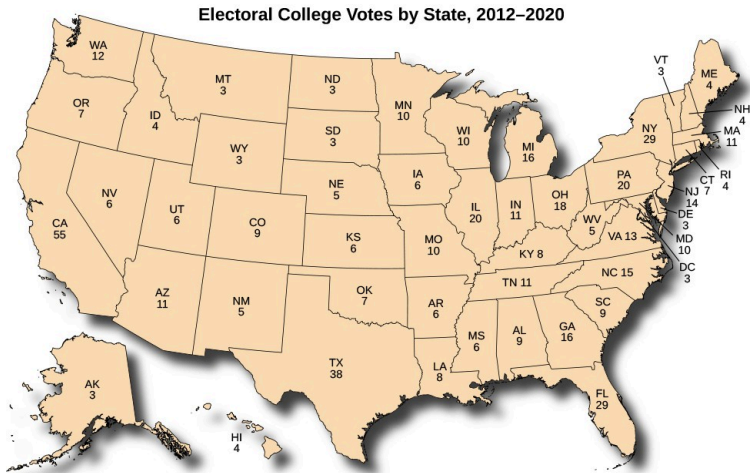 Electoral College Votes by State, 2012–2020
WA
12
OR
7
ID
4
MT
3
ND
3
MN
10
WI
10
MI
16
VT
3
ME
4
NH
4
MA
11
NY
29
RI
4
CT
7
NJ
14
DE
3
MD
10
DC
3
PA
20
SD
3
WY
3
NV
6
UT
6
CO
9
NE
5
IA
6
IL
20
IN
11
OH
18
WV
5
VA 13
CA
55
KS
6
MO
10
KY 8
NC 15
TN 11
AZ
11
NM
5
OK
7
AR
6
SC
9
MS
6
AL
9
GA
16
TX
38
LA
8
FL
29
AK
3
HI
4